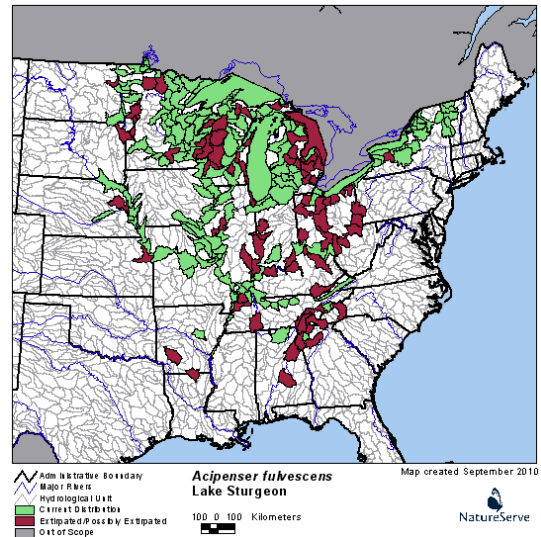 Administrative Boundary
Major Rivers
Hydrological Unit
Current Distribution
Extirpated/Possibly Extirpated
Out of Scope
Acipenser fulvescens
Lake Sturgeon
100 0 100 Kilometers
Map created September 2010
NatureServe